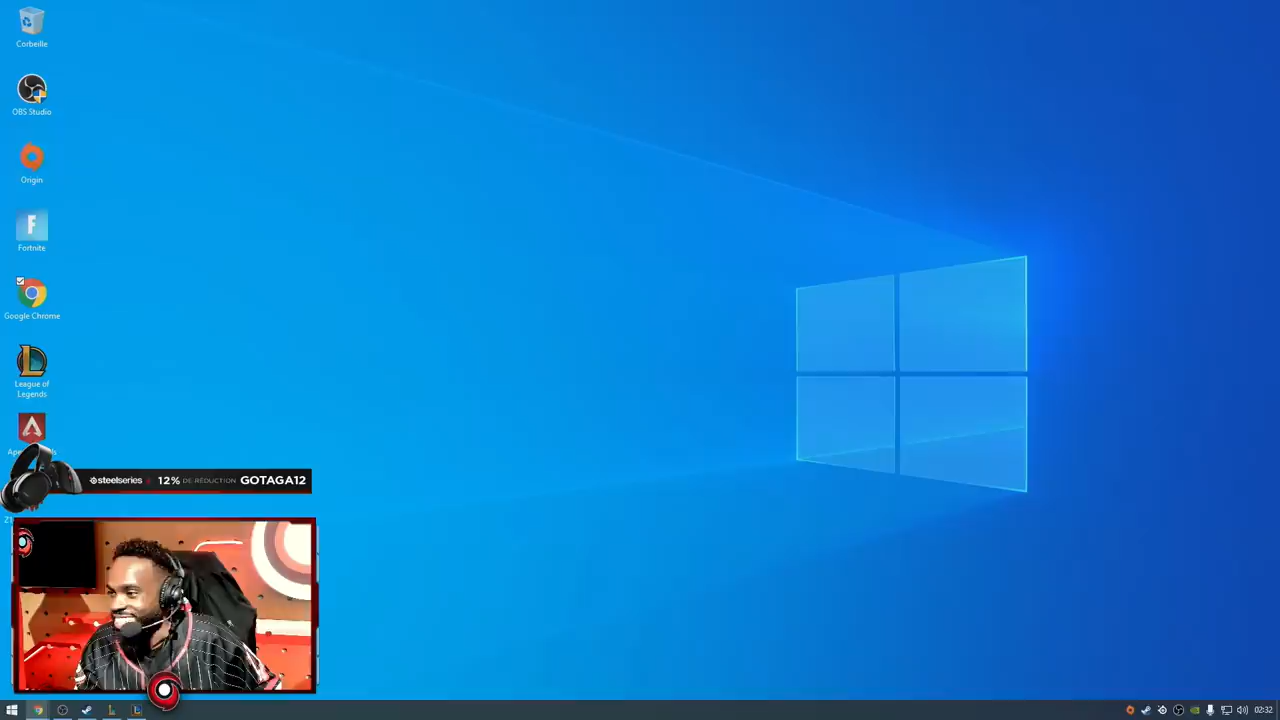 Corbeille
OBS Studio
Origin
Fortnite
Google Chrome
League of
Legends
steelseries 12% DE RÉDUCTION GOTAGA12
02:32